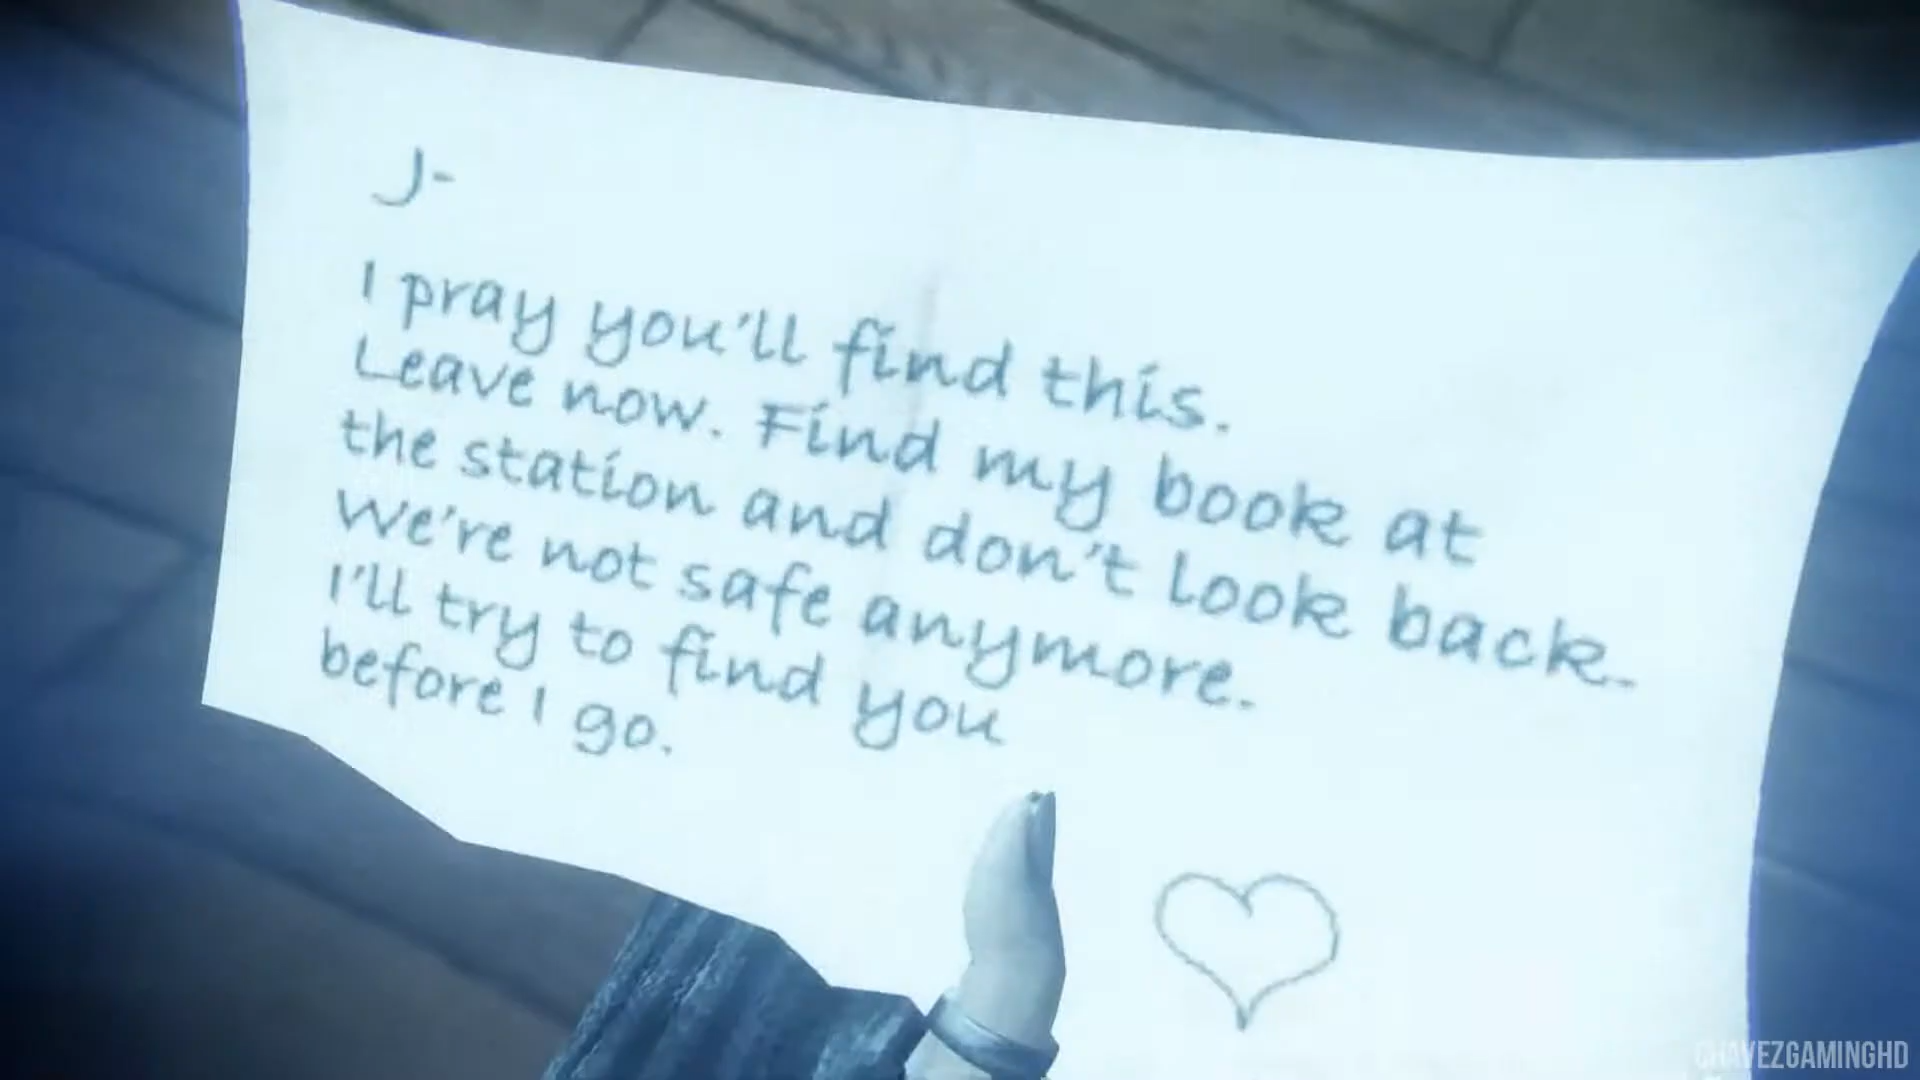 J-
I pray you'll find this.
Leave now. Find my book at
the station and don't look back.
We're not safe anymore.
I'll try to find you
before I go.
CHAVEZGAMINGHD